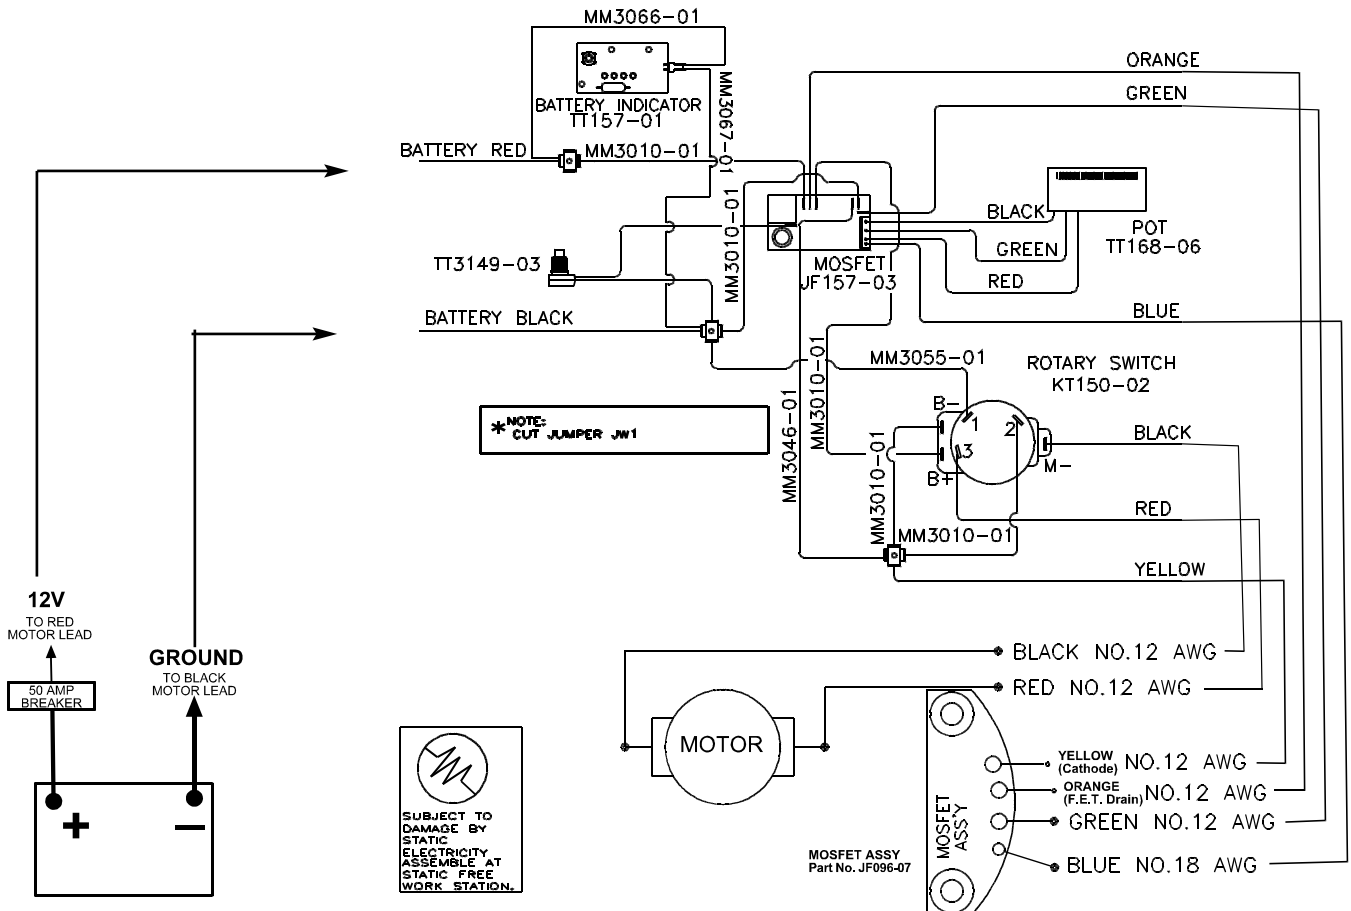 MM3066-01
ORANGE
GREEN
BATTERY INDICATOR
TT157-01
MM3067-01
BATTERY RED
MM3010-01
MM3010-01
BLACK
GREEN
RED
POT
TT168-06
TT3149-03
MOSFET
JF157-03
BATTERY BLACK
BLUE
MM3010-01
MM3055-01
ROTARY SWITCH
KT150-02
*NOTE:
CUT JUMPER JW1
MM3046-01
B-
1
2
3
B+
M-
BLACK
MM3010-01
RED
MM3010-01
YELLOW
12V
TO RED
MOTOR LEAD
50 AMP
BREAKER
GROUND
TO BLACK
MOTOR LEAD
+
-
BLACK NO.12 AWG
RED NO.12 AWG
MOTOR
YELLOW
(Cathode) NO.12 AWG
ORANGE
(F.E.T. Drain) NO.12 AWG
GREEN NO.12 AWG
BLUE NO.18 AWG
MOSFET
ASS'Y
MOSFET ASSY
Part No. JF096-07
SUBJECT TO
DAMAGE BY
STATIC
ELECTRICITY
ASSEMBLE AT
STATIC FREE
WORK STATION.